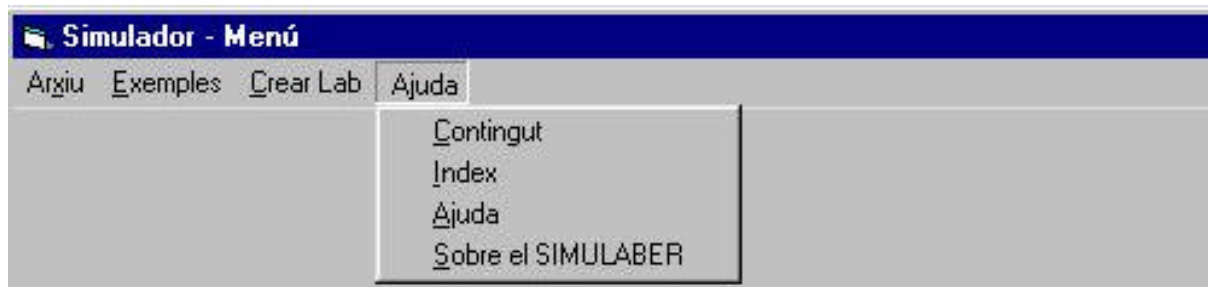 Simulador - Menú
Arxiu Exemples Crear Lab Ajuda
Contingut
Index
Ajuda
Sobre el SIMULABER